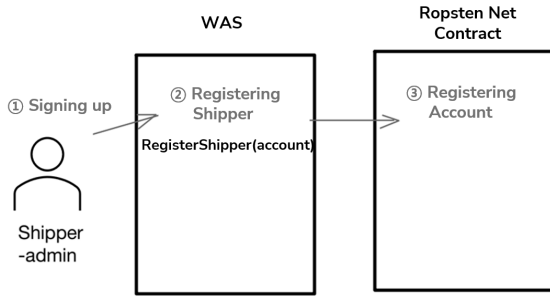 WAS
Ropsten Net
Contract
① Signing up
② Registering
Shipper
RegisterShipper(account)
③ Registering
Account
Shipper
-admin